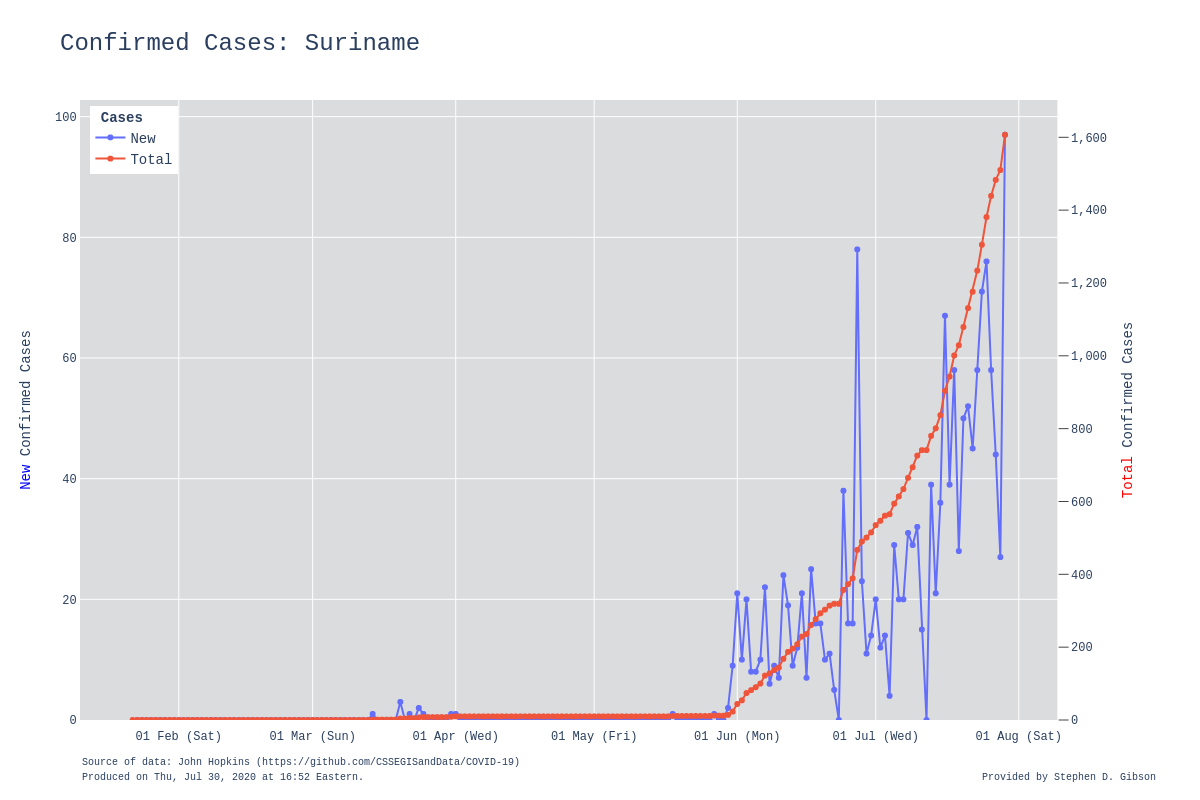 Confirmed Cases: Suriname
Cases
New
Total
100
80
60
40
20
0
1,600
1,400
1,200
1,000
800
600
400
200
0
New Confirmed Cases
Total Confirmed Cases
01 Feb (Sat)
01 Mar (Sun)
01 Apr (Wed)
01 May (Fri)
01 Jun (Mon)
01 Jul (Wed)
01 Aug (Sat)
Source of data: John Hopkins (https://github.com/CSSEGISandData/COVID-19)
Produced on Thu, Jul 30, 2020 at 16:52 Eastern.
Provided by Stephen D. Gibson